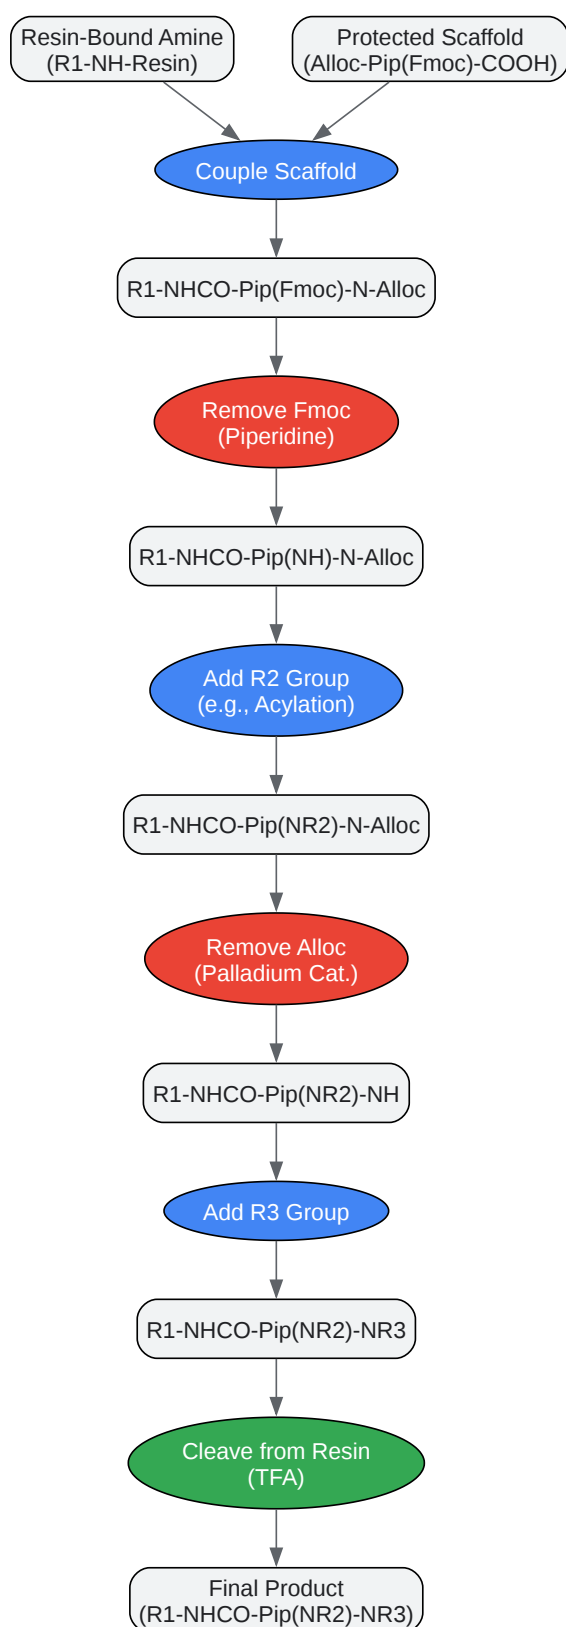 Resin-Bound Amine
(R1-NH-Resin)
Protected Scaffold
(Alloc-Pip(Fmoc)-COOH)
Couple Scaffold
R1-NHCO-Pip(Fmoc)-N-Alloc
Remove Fmoc
(Piperidine)
R1-NHCO-Pip(NH)-N-Alloc
Add R2 Group
(e.g., Acylation)
R1-NHCO-Pip(NR2)-N-Alloc
Remove Alloc
(Palladium Cat.)
R1-NHCO-Pip(NR2)-NH
Add R3 Group
R1-NHCO-Pip(NR2)-NR3
Cleave from Resin
(TFA)
Final Product
(R1-NHCO-Pip(NR2)-NR3)